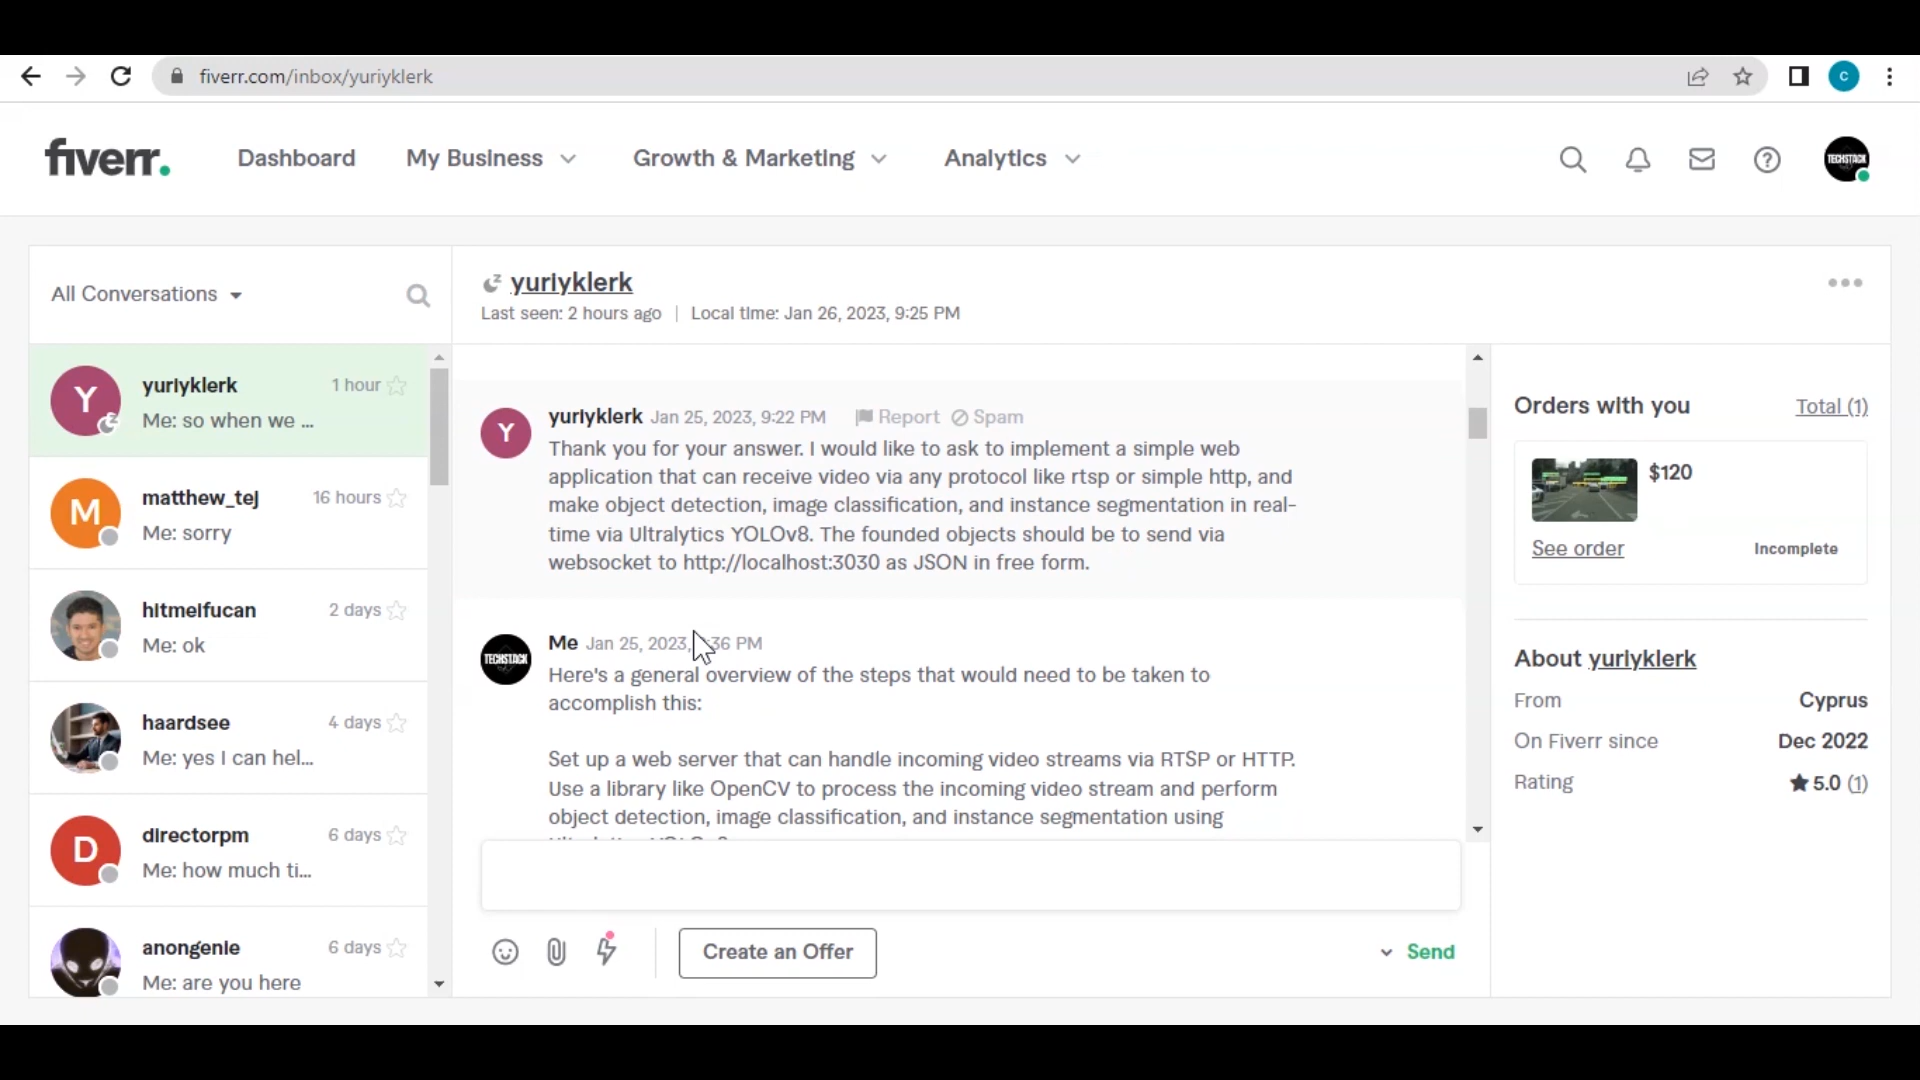 fiverr.com/inbox/yuriyklerk
C
fiverr.
Dashboard
My Business
Growth & Marketing
Analytics
TECHSTACK
All Conversations
yuriyklerk
Last seen: 2 hours ago | Local time: Jan 26, 2023, 9:25 PM
Y
yuriyklerk
1 hour
Me: so when we ...
M
matthew_tej
16 hours
Me: sorry
hitmeifucan
2 days
Me: ok
haardsee
4 days
Me: yes I can hel...
D
directorpm
6 days
Me: how much ti...
anongenie
6 days
Me: are you here
Y
yuriyklerk Jan 25, 2023, 9:22 PM Report Spam
Thank you for your answer. I would like to ask to implement a simple web
application that can receive video via any protocol like rtsp or simple http, and
make object detection, image classification, and instance segmentation in real-
time via Ultralytics YOLOv8. The founded objects should be to send via
websocket to http://localhost:3030 as JSON in free form.
TECHSTACK
Me Jan 25, 2023, :36 PM
Here's a general overview of the steps that would need to be taken to
accomplish this:
Set up a web server that can handle incoming video streams via RTSP or HTTP.
Use a library like OpenCV to process the incoming video stream and perform
object detection, image classification, and instance segmentation using
Create an Offer
Send
Orders with you
Total (1)
$120
See order
Incomplete
About yuriyklerk
From
Cyprus
On Fiverr since
Dec 2022
Rating
5.0 (1)